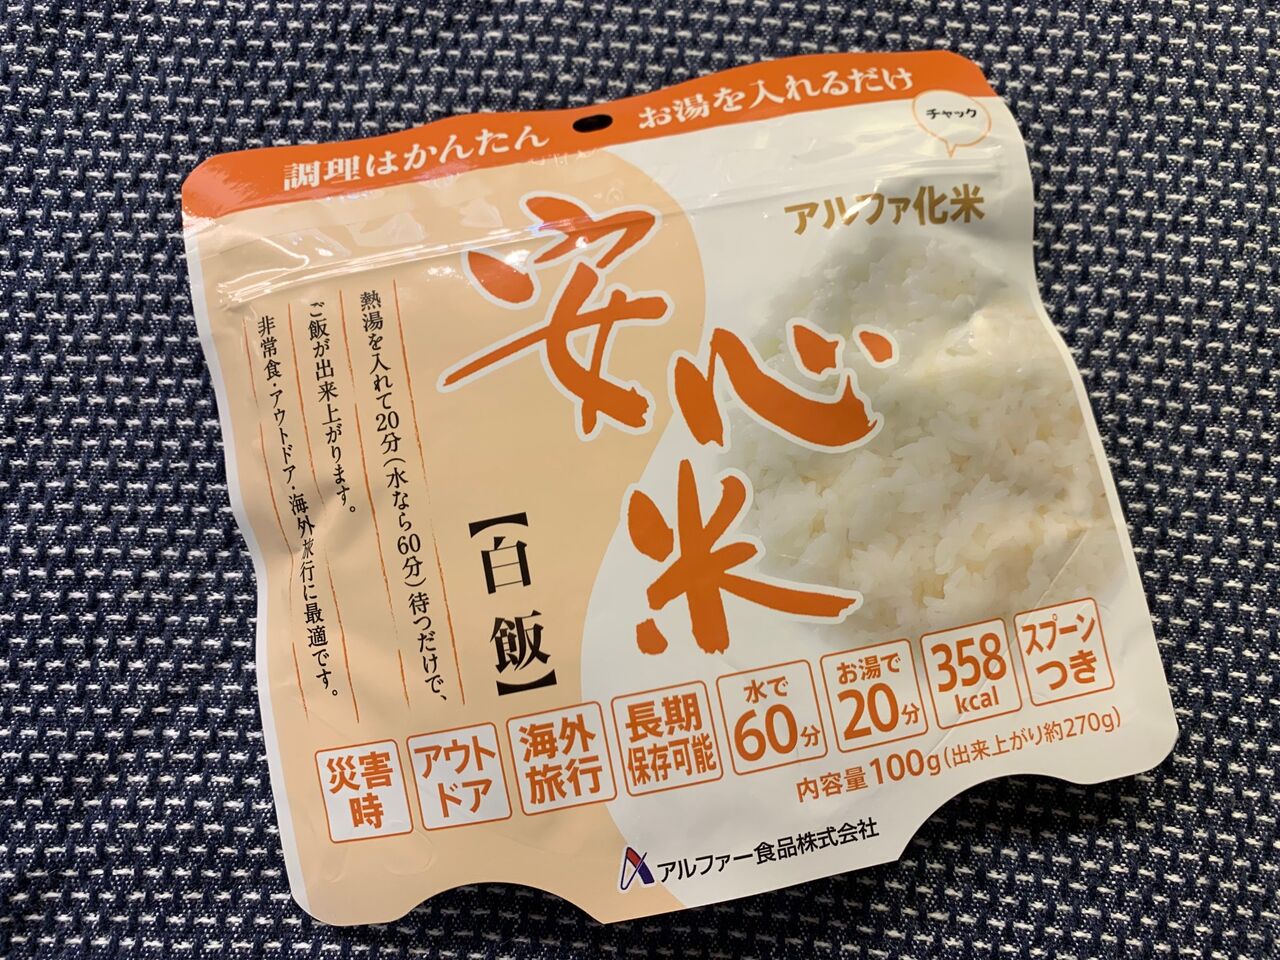 調理はかんたん お湯を入れるだけ
チャック
アルファ化米
安心米
【白飯】
熱湯を入れて20分(水なら60分)待つだけで、
ご飯が出来上がります。
非常食・アウトドア・海外旅行に最適です。
災害時
アウトドア
海外旅行
長期保存可能
水で60分
お湯で20分
358kcal
スプーンつき
内容量100g(出来上がり約270g)
アルファー食品株式会社